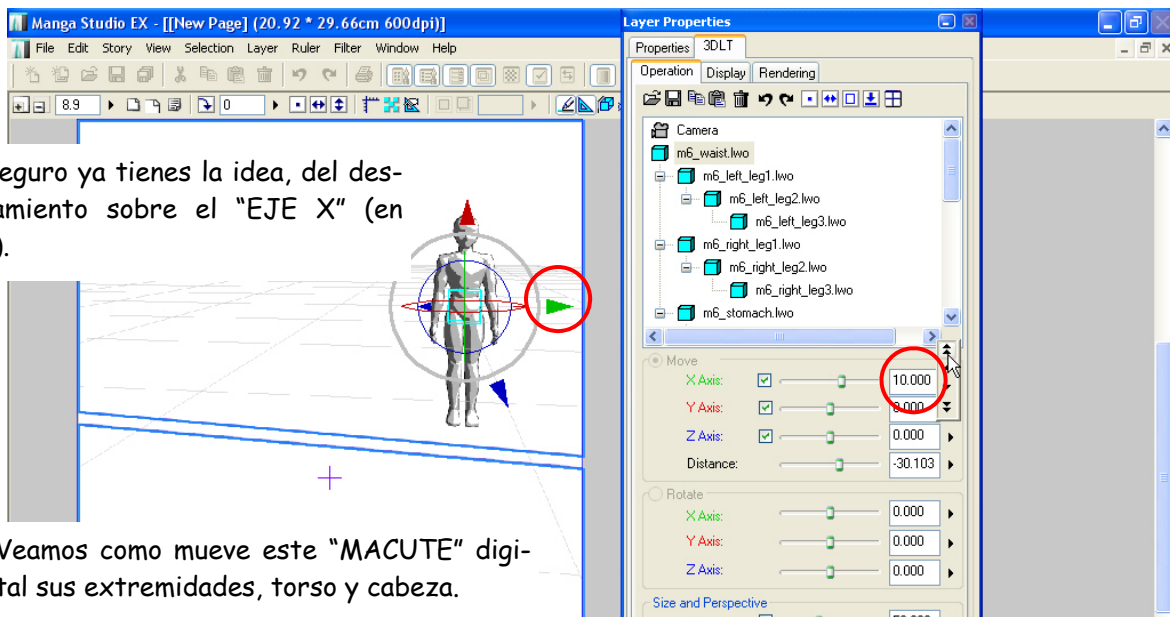 Manga Studio EX - [[New Page] (20.92 * 29.66cm 600dpi)]
File Edit Story View Selection Layer Ruler Filter Window Help
8.9
0
eguro ya tienes la idea, del des-
amiento sobre el “EJE X” (en
).
Veamos como mueve este “MACUTE” digi-
tal sus extremidades, torso y cabeza.
Layer Properties
Properties 3DLT
Operation Display Rendering
Camera
m6_waist.lwo
m6_left_leg1.lwo
m6_left_leg2.lwo
m6_left_leg3.lwo
m6_right_leg1.lwo
m6_right_leg2.lwo
m6_right_leg3.lwo
m6_stomach.lwo
Move
X Axis: 10.000
Y Axis: 0.000
Z Axis: 0.000
Distance: -30.103
Rotate
X Axis: 0.000
Y Axis: 0.000
Z Axis: 0.000
Size and Perspective